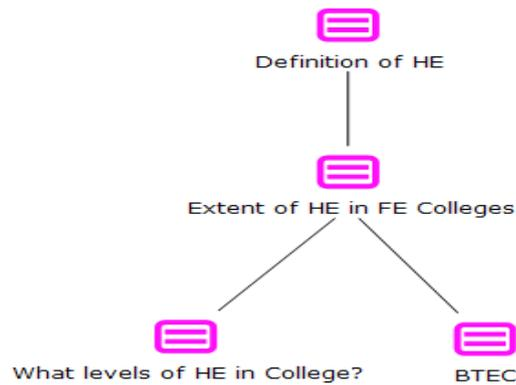 Definition of HE
Extent of HE in FE Colleges
What levels of HE in College?
BTEC